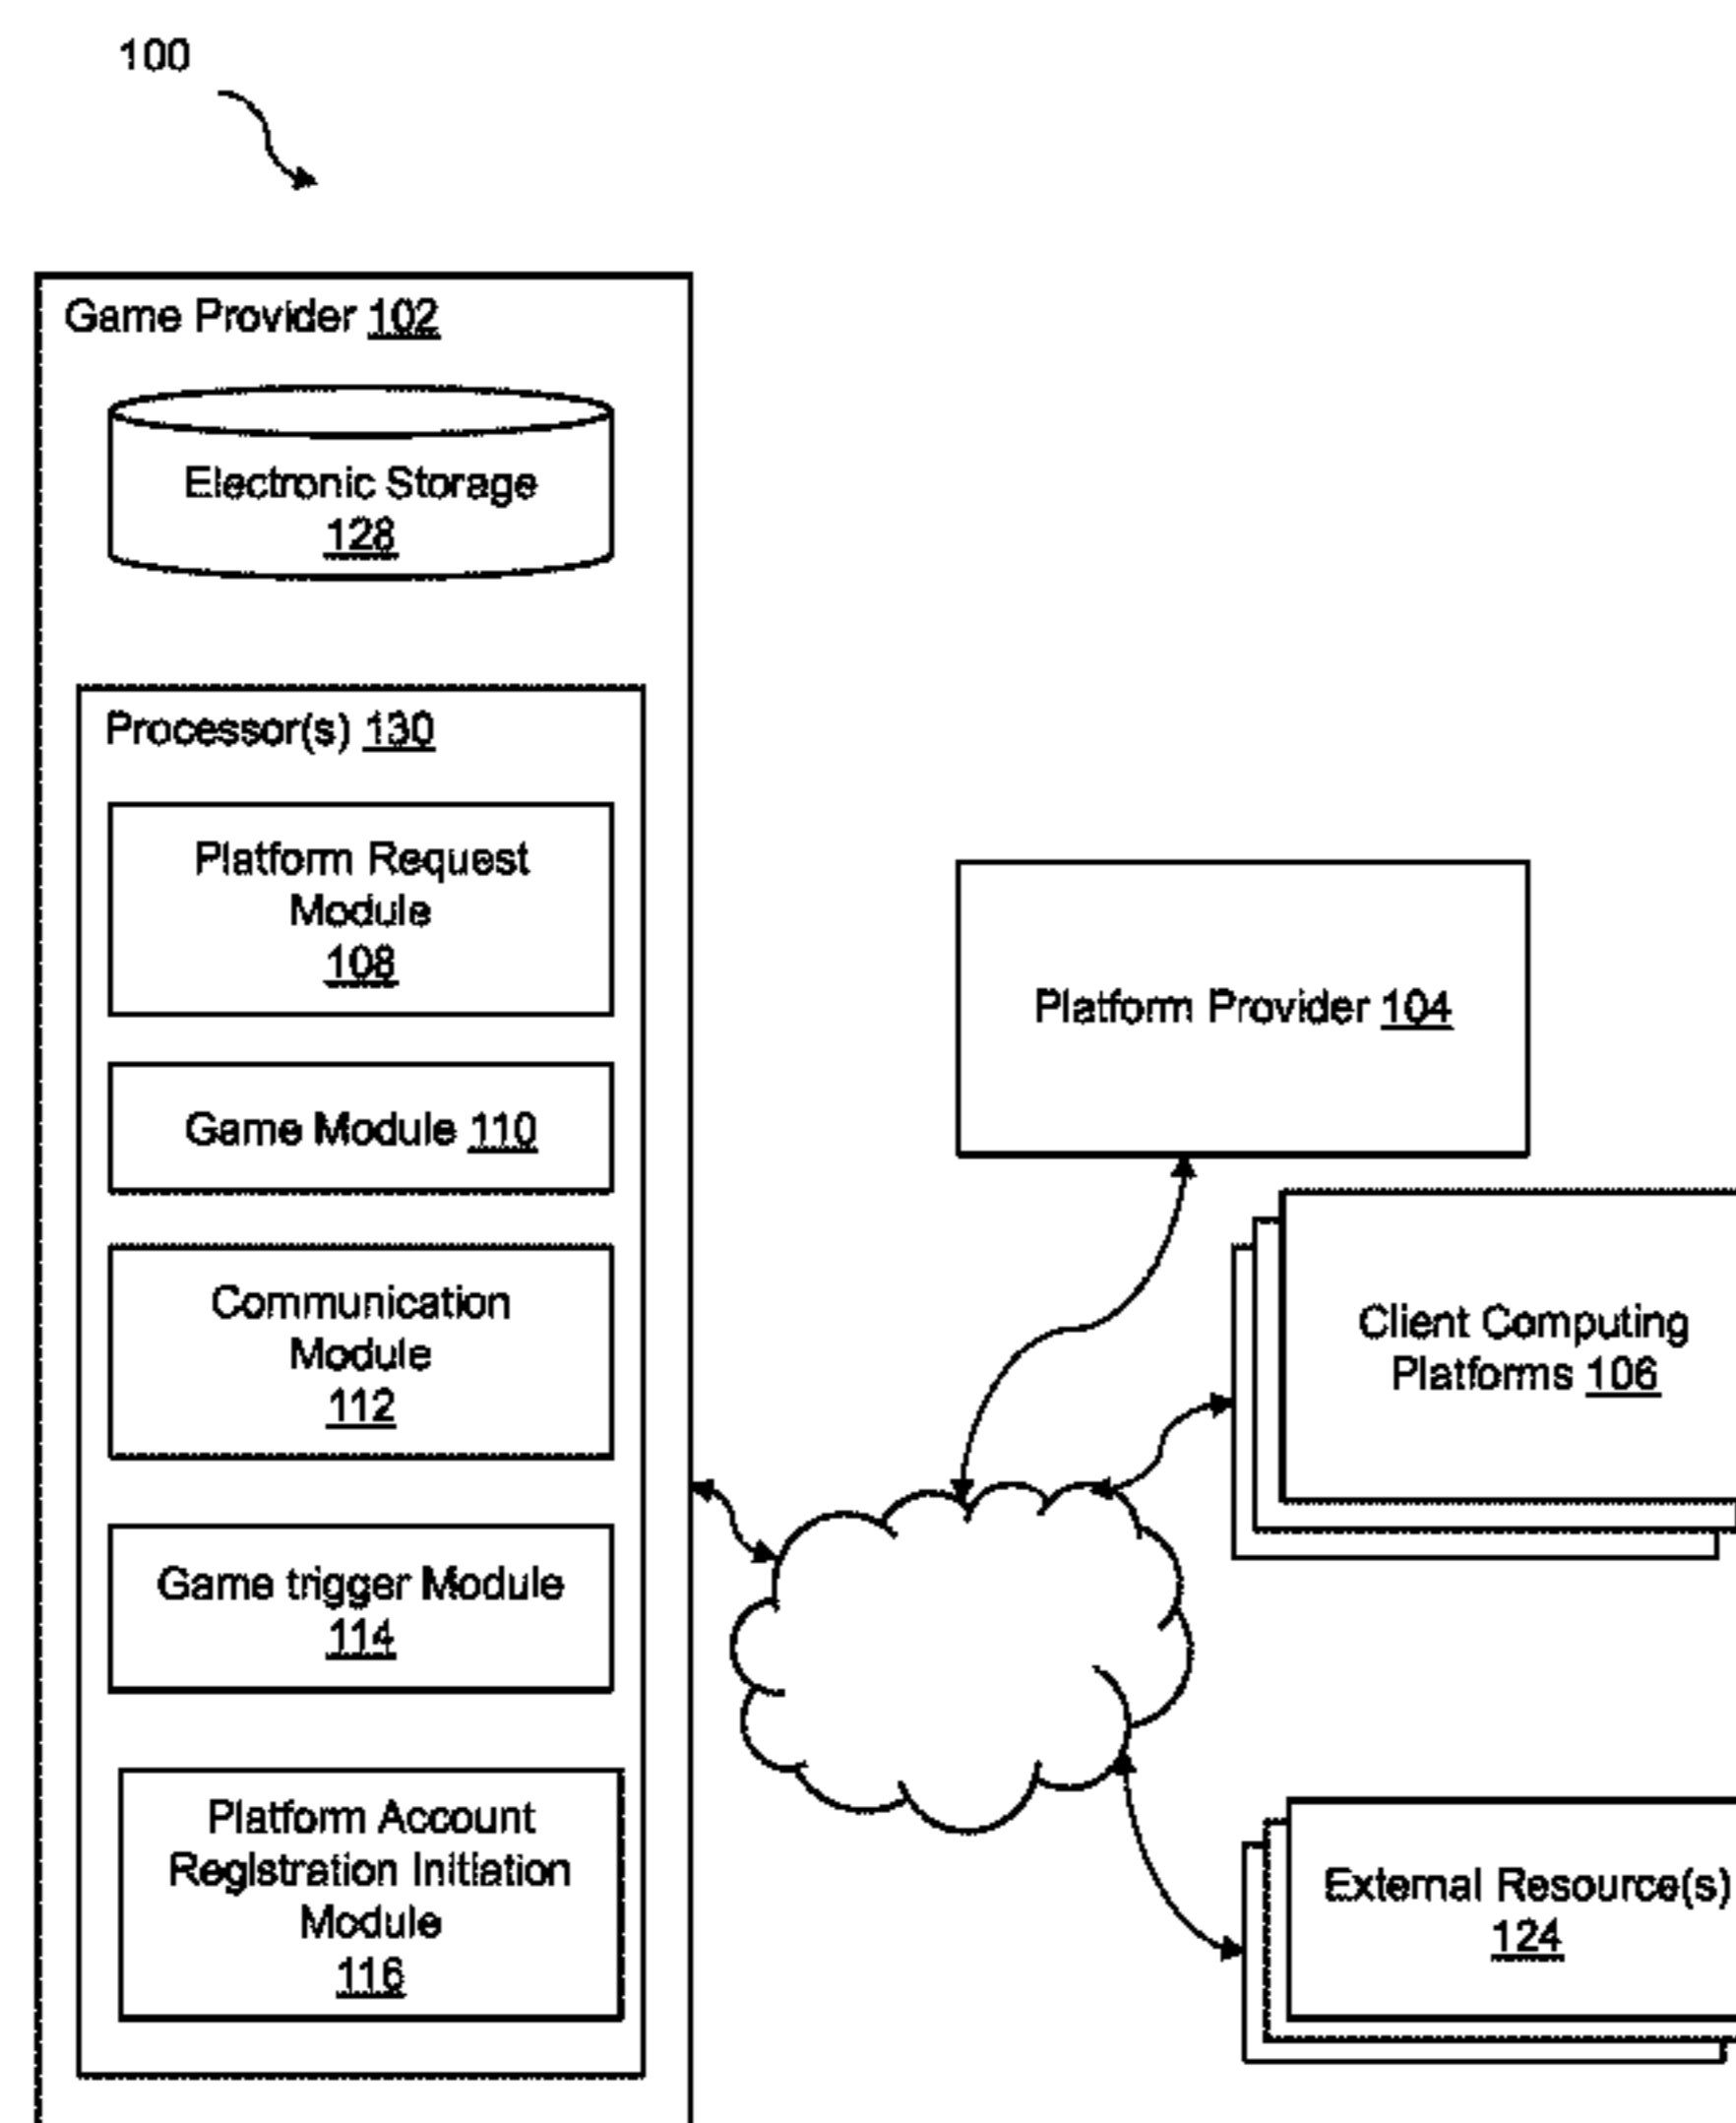 100
Game Provider 102
Electronic Storage
128
Processor(s) 130
Platform Request
Module
108
Game Module 110
Communication
Module
112
Game trigger Module
114
Platform Account
Registration Initiation
Module
116
Platform Provider 104
Client Computing
Platforms 106
External Resource(s)
124